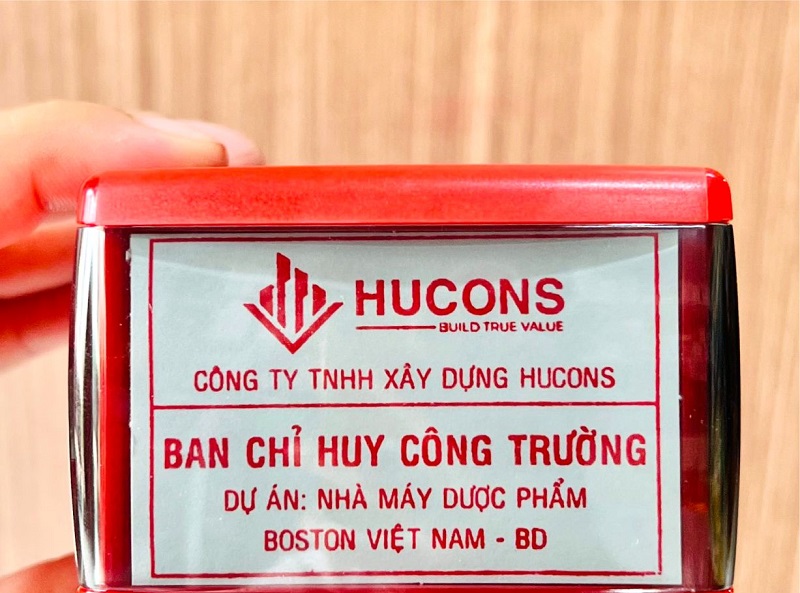 HUCONS
BUILD TRUE VALUE
CÔNG TY TNHH XÂY DỰNG HUCONS
BAN CHỈ HUY CÔNG TRƯỜNG
DỰ ÁN: NHÀ MÁY DƯỢC PHẨM
BOSTON VIỆT NAM - BD